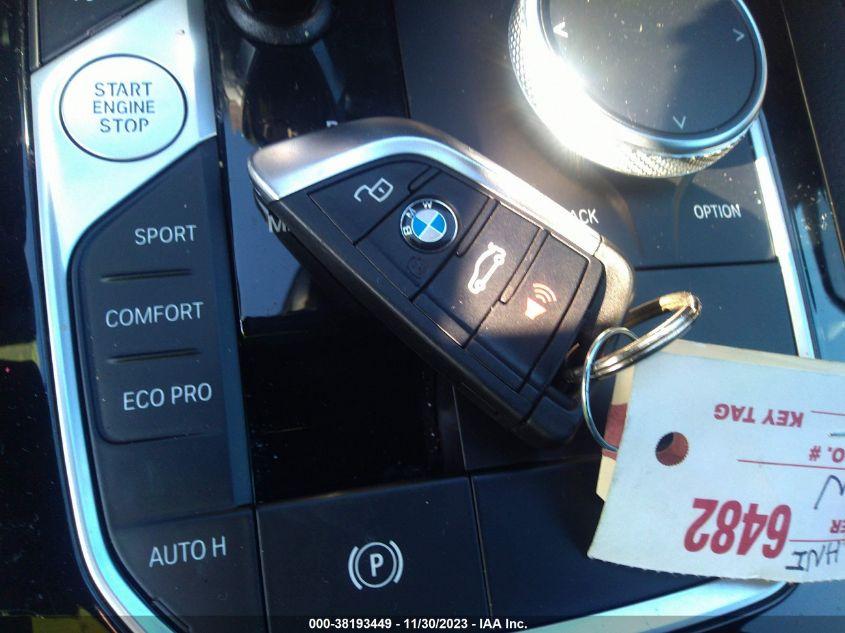 START
ENGINE
STOP
SPORT
COMFORT
ECO PRO
AUTO H
P
BMW
OPTION
KEY TAG
6482
000-38193449 - 11/30/2023 - IAA Inc.